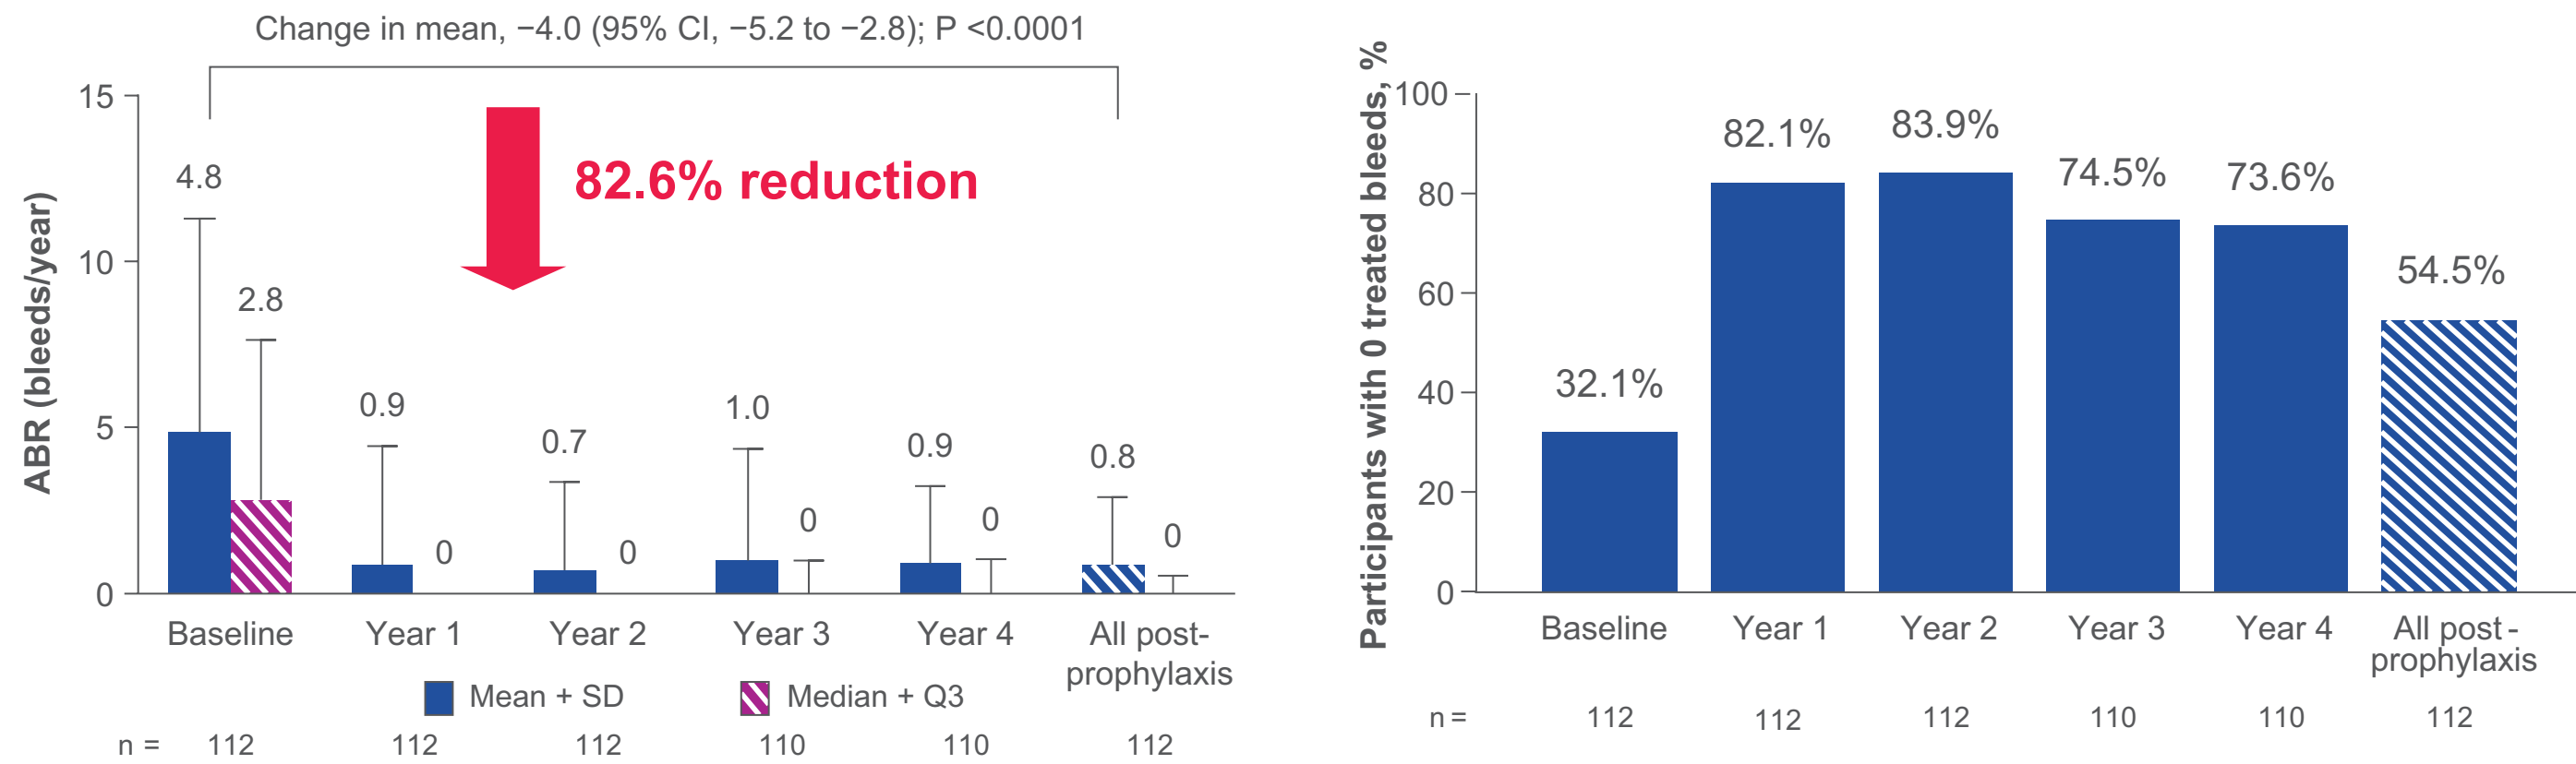 Change in mean, −4.0 (95% CI, −5.2 to −2.8); P <0.0001
82.6% reduction
ABR (bleeds/year)
15
10
5
0
4.8
2.8
0.9
0
0.7
0
1.0
0
0.9
0
0.8
0
Baseline Year 1 Year 2 Year 3 Year 4 All post-
prophylaxis
Mean + SD Median + Q3
n = 112 112 112 110 110 112
Participants with 0 treated bleeds, %
100
80
60
40
20
0
32.1%
82.1%
83.9%
74.5%
73.6%
54.5%
Baseline Year 1 Year 2 Year 3 Year 4 All post-
prophylaxis
n = 112 112 112 110 110 112